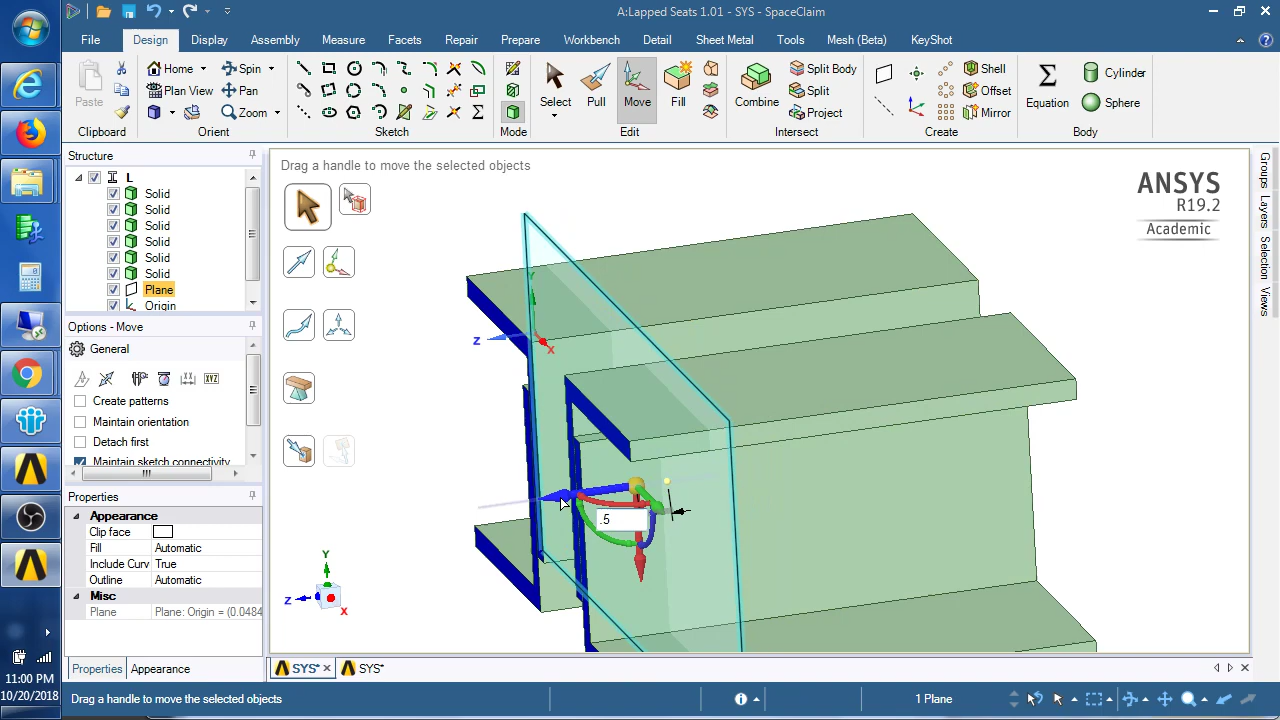 A:Lapped Seats 1.01 - SYS - SpaceClaim
File Design Display Assembly Measure Facets Repair Prepare Workbench Detail Sheet Metal Tools Mesh (Beta) KeyShot
Paste
Home Spin
Plan View Pan
Zoom
Select Pull Move Fill
Combine
Split Body
Split
Project
Shell
Offset
Mirror
Σ
Equation
Cylinder
Sphere
Clipboard Orient Sketch Mode Edit Intersect Create Body
Structure
L
Solid
Solid
Solid
Solid
Solid
Solid
Plane
Origin
Options - Move
General
XYZ
Create patterns
Maintain orientation
Detach first
Maintain sketch connectivity
Properties
Appearance
Clip face
Fill Automatic
Include Curv True
Outline Automatic
Misc
Plane Plane: Origin = (0.0484
Properties Appearance
Drag a handle to move the selected objects
ANSYS
R19.2
Academic
Y
Z
X
.5
Y
Z
X
Groups
Layers
Selection
Views
SYS* SYS*
11:00 PM
10/20/2018
Drag a handle to move the selected objects
1 Plane